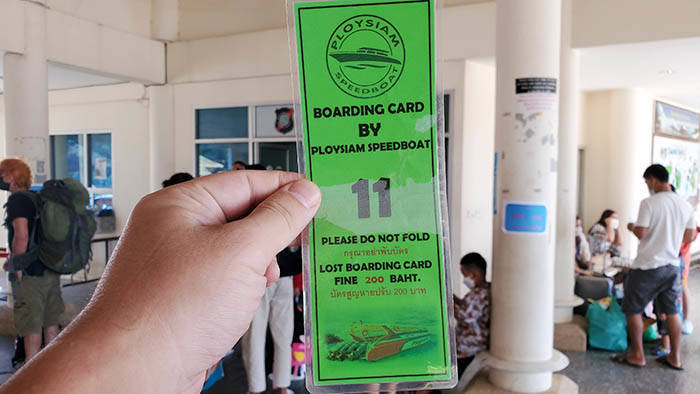 PLOYSIAM
SPEEDBOAT
BOARDING CARD
BY
PLOYSIAM SPEEDBOAT
11
PLEASE DO NOT FOLD
กรุณาอย่าพับบัตร
LOST BOARDING CARD
FINE 200 BAHT.
บัตรสูญหายปรับ 200 บาท